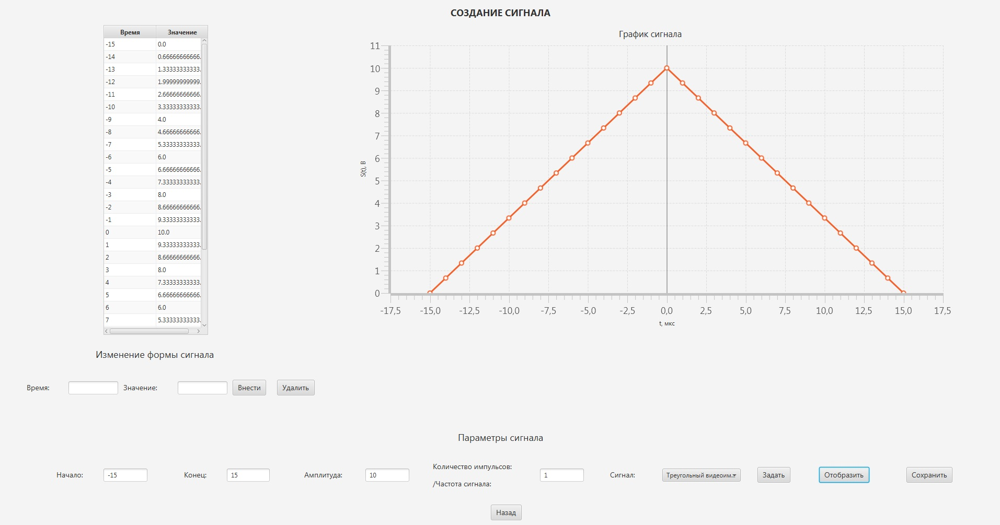 СОЗДАНИЕ СИГНАЛА
Время Значение
-15 0.0
-14 0.66666666666.
-13 1.33333333333.
-12 1.99999999999.
-11 2.66666666666.
-10 3.33333333333.
-9 4.0
-8 4.66666666666.
-7 5.33333333333.
-6 6.0
-5 6.66666666666.
-4 7.33333333333.
-3 8.0
-2 8.66666666666.
-1 9.33333333333.
0 10.0
1 9.33333333333.
2 8.66666666666.
3 8.0
4 7.33333333333.
5 6.66666666666.
6 6.0
7 5.33333333333.
График сигнала
11
10
9
8
7
6
5
4
3
2
1
0
S(t), В
-17,5 -15,0 -12,5 -10,0 -7,5 -5,0 -2,5 0,0 2,5 5,0 7,5 10,0 12,5 15,0 17,5
t, мкс
Изменение формы сигнала
Время: Значение: Внести Удалить
Параметры сигнала
Начало: -15 Конец: 15 Амплитуда: 10 Количество импульсов:
/Частота сигнала: 1 Сигнал: Треугольный видеоим... Задать Отобразить Сохранить
Назад